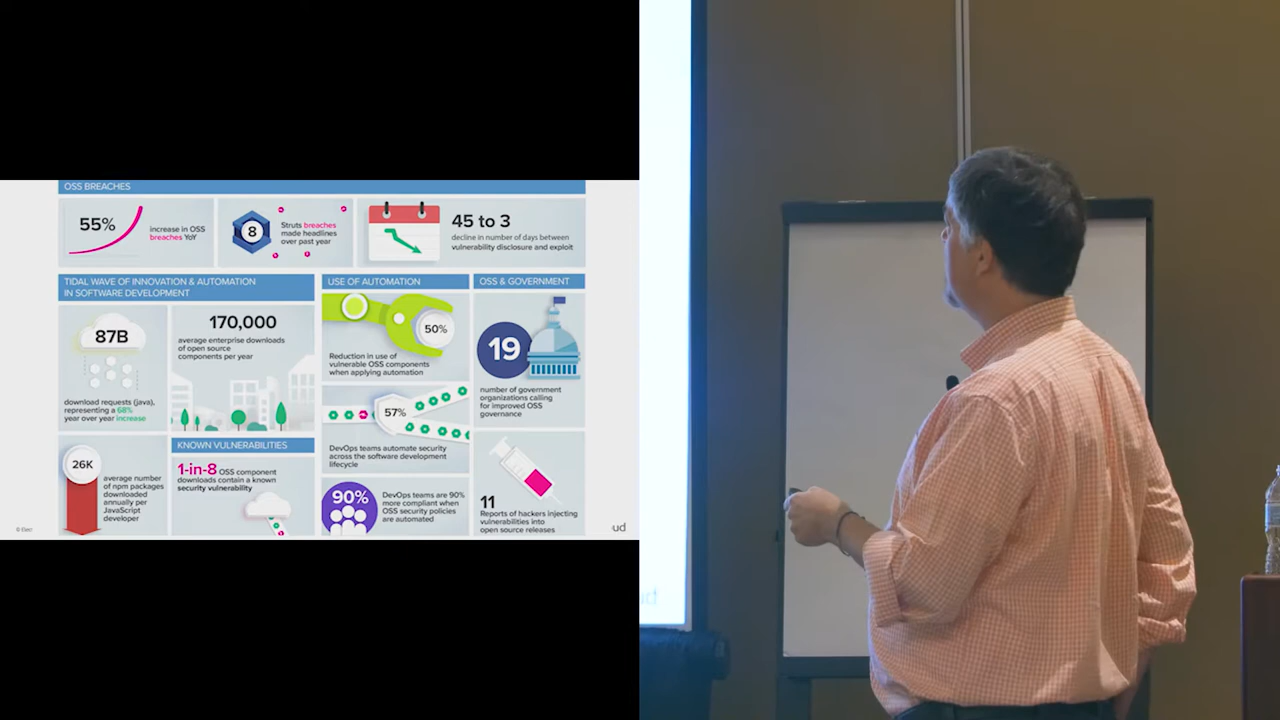 OSS BREACHES
55%
increase in OSS
breaches YoY
8
Struts breaches
made headlines
over past year
45 to 3
decline in number of days between
vulnerability disclosure and exploit
TIDAL WAVE OF INNOVATION & AUTOMATION
IN SOFTWARE DEVELOPMENT
87B
download requests (java),
representing a 68%
year over year increase
170,000
average enterprise downloads
of open source
components per year
26K
average number
of npm packages
downloaded
annually per
JavaScript
developer
KNOWN VULNERABILITIES
1-in-8 OSS component
downloads contain a known
security vulnerability
USE OF AUTOMATION
50%
Reduction in use of
vulnerable OSS components
when applying automation
57%
DevOps teams automate security
across the software development
lifecycle
90%
DevOps teams are 90%
more compliant when
OSS security policies
are automated
OSS & GOVERNMENT
19
number of government
organizations calling
for improved OSS
governance
11
Reports of hackers injecting
vulnerabilities into
open source releases
© Elect
ud
ud